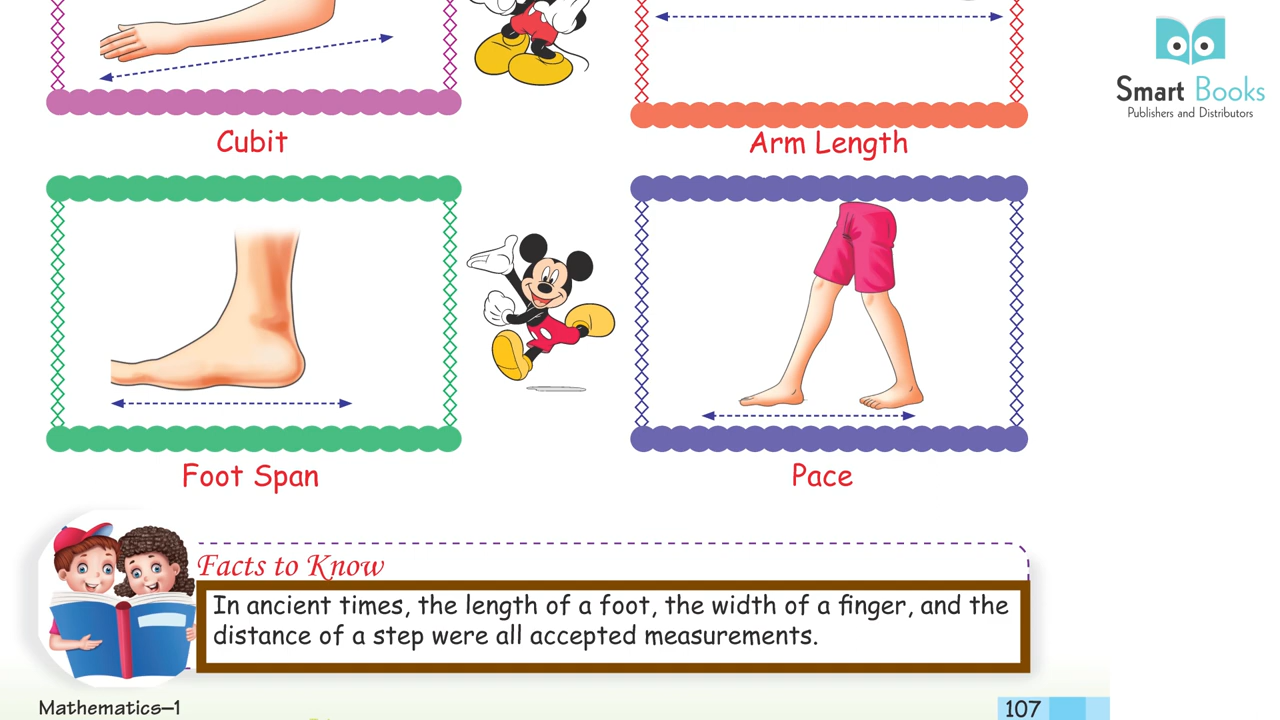 Smart Books
Publishers and Distributors
Cubit
Arm Length
Foot Span
Pace
Facts to Know
In ancient times, the length of a foot, the width of a finger, and the
distance of a step were all accepted measurements.
Mathematics–1
107